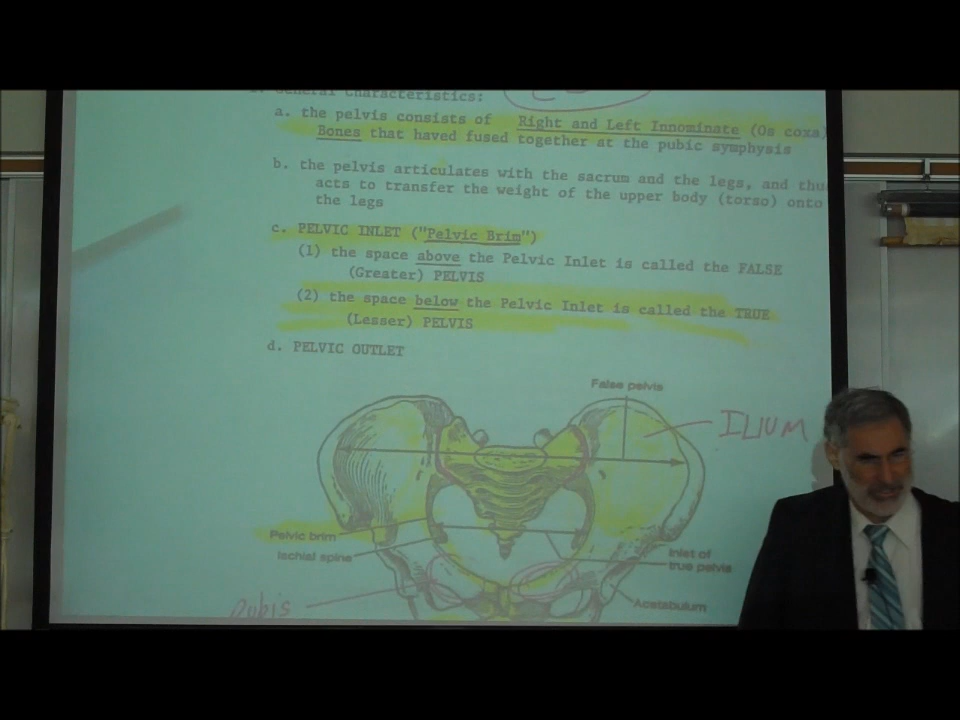 General Characteristics:
a. the pelvis consists of Right and Left Innominate (Os coxa)
Bones that haved fused together at the pubic symphysis
b. the pelvis articulates with the sacrum and the legs, and thu
acts to transfer the weight of the upper body (torso) onto
the legs
c. PELVIC INLET ("Pelvic Brim")
(1) the space above the Pelvic Inlet is called the FALSE
(Greater) PELVIS
(2) the space below the Pelvic Inlet is called the TRUE
(Lesser) PELVIS
d. PELVIC OUTLET
False pelvis
ILIUM
Pelvic brim
Ischial spine
Inlet of
true pelvis
Pubis
Acetabulum